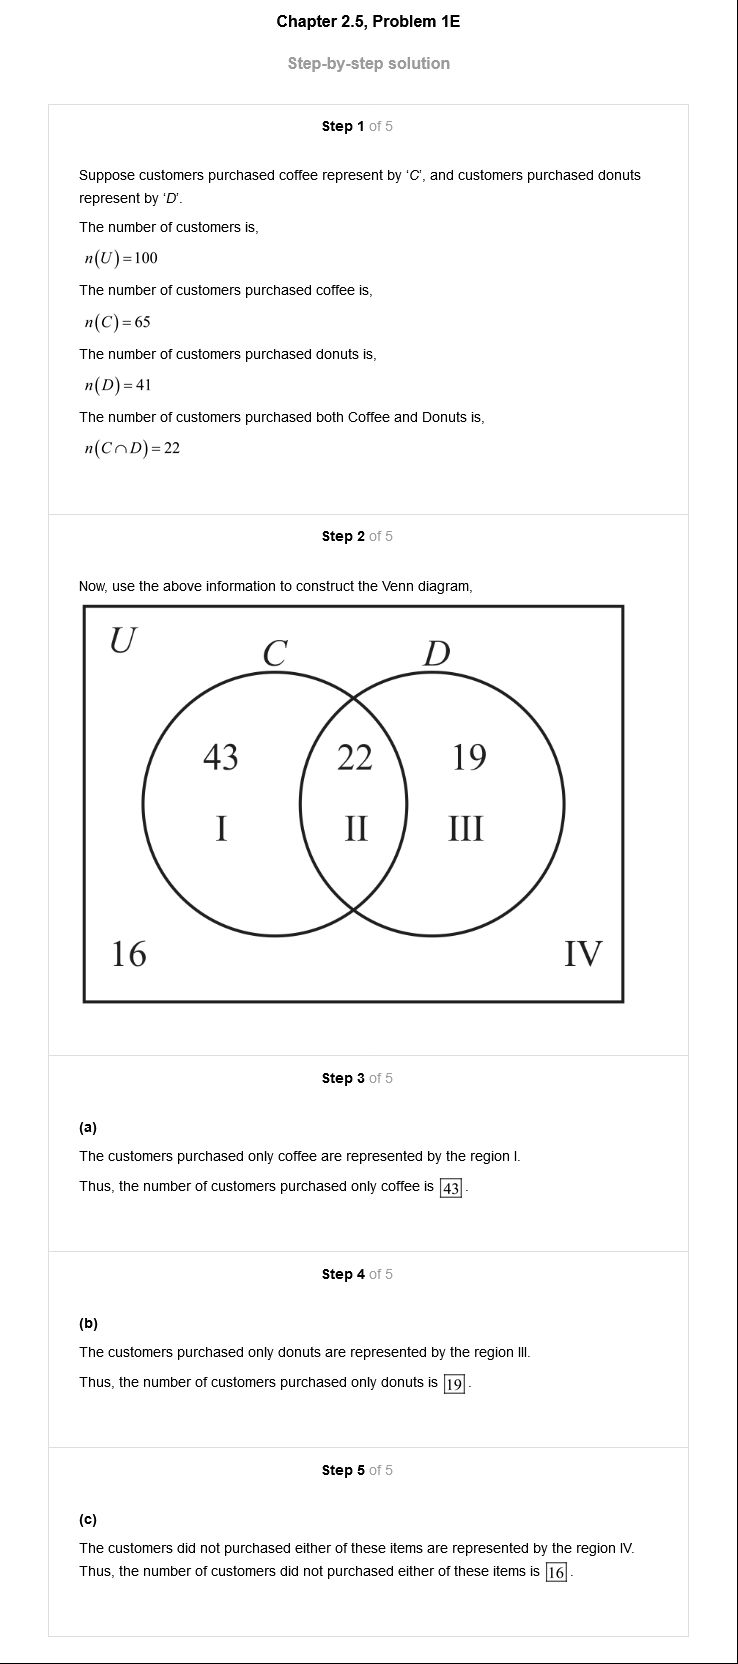 Chapter 2.5, Problem 1E
Step-by-step solution
Step 1 of 5
Suppose customers purchased coffee represent by ‘C’, and customers purchased donuts
represent by ‘D’.
The number of customers is,
n(U)=100
The number of customers purchased coffee is,
n(C)=65
The number of customers purchased donuts is,
n(D)=41
The number of customers purchased both Coffee and Donuts is,
n(C∩D)=22
Step 2 of 5
Now, use the above information to construct the Venn diagram,
U
C D
43 22 19
I II III
16 IV
Step 3 of 5
(a)
The customers purchased only coffee are represented by the region I.
Thus, the number of customers purchased only coffee is 43.
Step 4 of 5
(b)
The customers purchased only donuts are represented by the region III.
Thus, the number of customers purchased only donuts is 19.
Step 5 of 5
(c)
The customers did not purchased either of these items are represented by the region IV.
Thus, the number of customers did not purchased either of these items is 16.